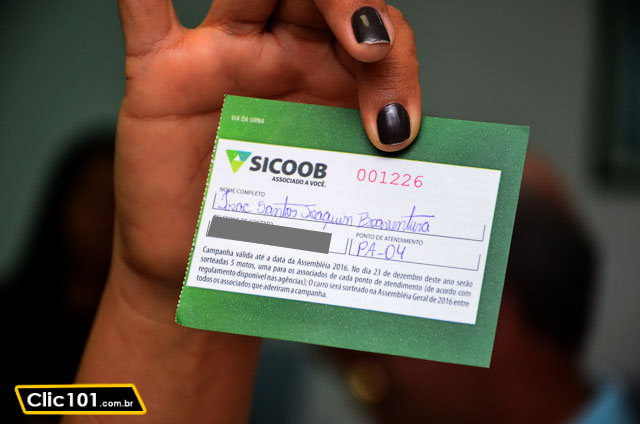 VIA DA URNA
SICOOB
ASSOCIADO A VOCÊ.
001226
NOME COMPLETO
Isac Santos Joaquin Boaventura
PONTO DE ATENDIMENTO
PA-04
Campanha válida até a data da Assembléia 2016. No dia 23 de dezembro deste ano serão
sorteadas 5 motos, uma para os associados de cada ponto de atendimento (de acordo com
regulamento disponível nas agências); O carro será sorteado na Assembléia Geral de 2016 entre
todos os associados que aderiram a campanha.
Clic101.com.br